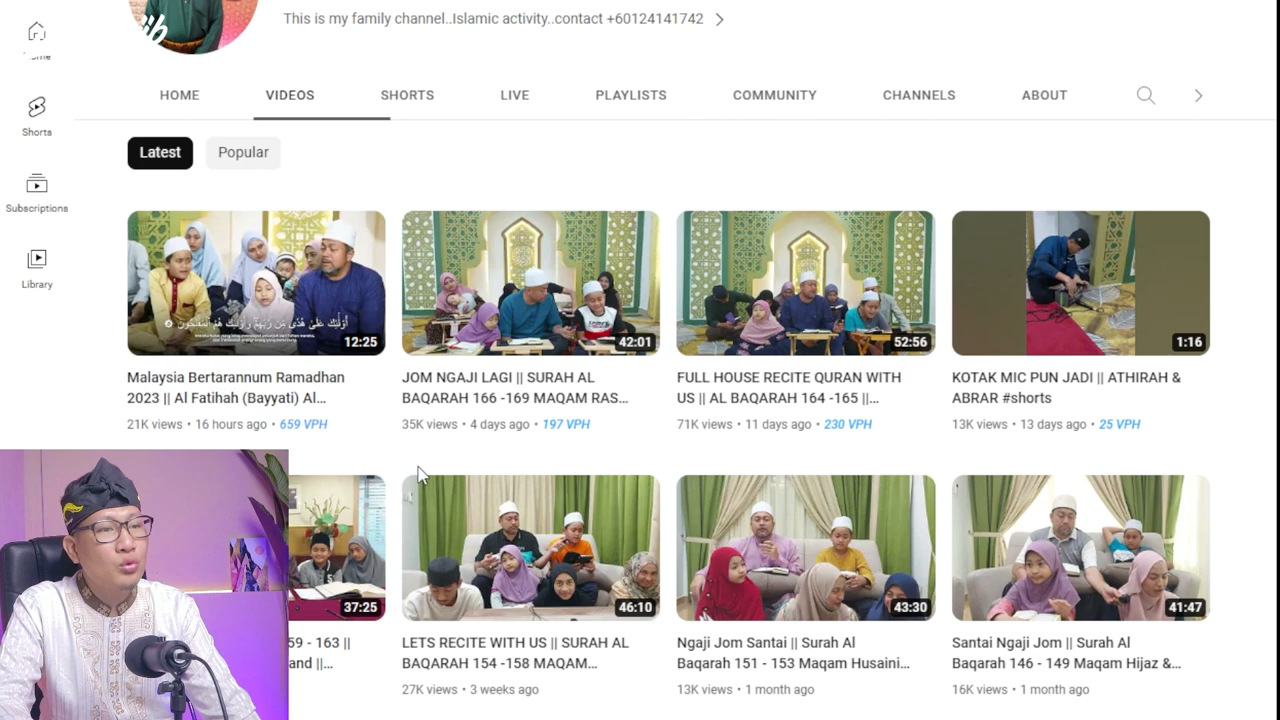 This is my family channel..Islamic activity..contact +60124141742
HOME VIDEOS SHORTS LIVE PLAYLISTS COMMUNITY CHANNELS ABOUT
Shorts
Subscriptions
Library
Latest Popular
أُولَٰئِكَ عَلَىٰ هُدًى مِّن رَّبِّهِمْ وَأُولَٰئِكَ هُمُ الْمُفْلِحُونَ
12:25
42:01
52:56
1:16
Malaysia Bertarannum Ramadhan
2023 || Al Fatihah (Bayyati) Al...
21K views • 16 hours ago • 659 VPH
JOM NGAJI LAGI || SURAH AL
BAQARAH 166 -169 MAQAM RAS...
35K views • 4 days ago • 197 VPH
FULL HOUSE RECITE QURAN WITH
US || AL BAQARAH 164 -165 ||...
71K views • 11 days ago • 230 VPH
KOTAK MIC PUN JADI || ATHIRAH &
ABRAR #shorts
13K views • 13 days ago • 25 VPH
37:25
46:10
43:30
41:47
59 - 163 ||
and ||...
LETS RECITE WITH US || SURAH AL
BAQARAH 154 -158 MAQAM...
27K views • 3 weeks ago
Ngaji Jom Santai || Surah Al
Baqarah 151 - 153 Maqam Husaini...
13K views • 1 month ago
Santai Ngaji Jom || Surah Al
Baqarah 146 - 149 Maqam Hijaz &...
16K views • 1 month ago